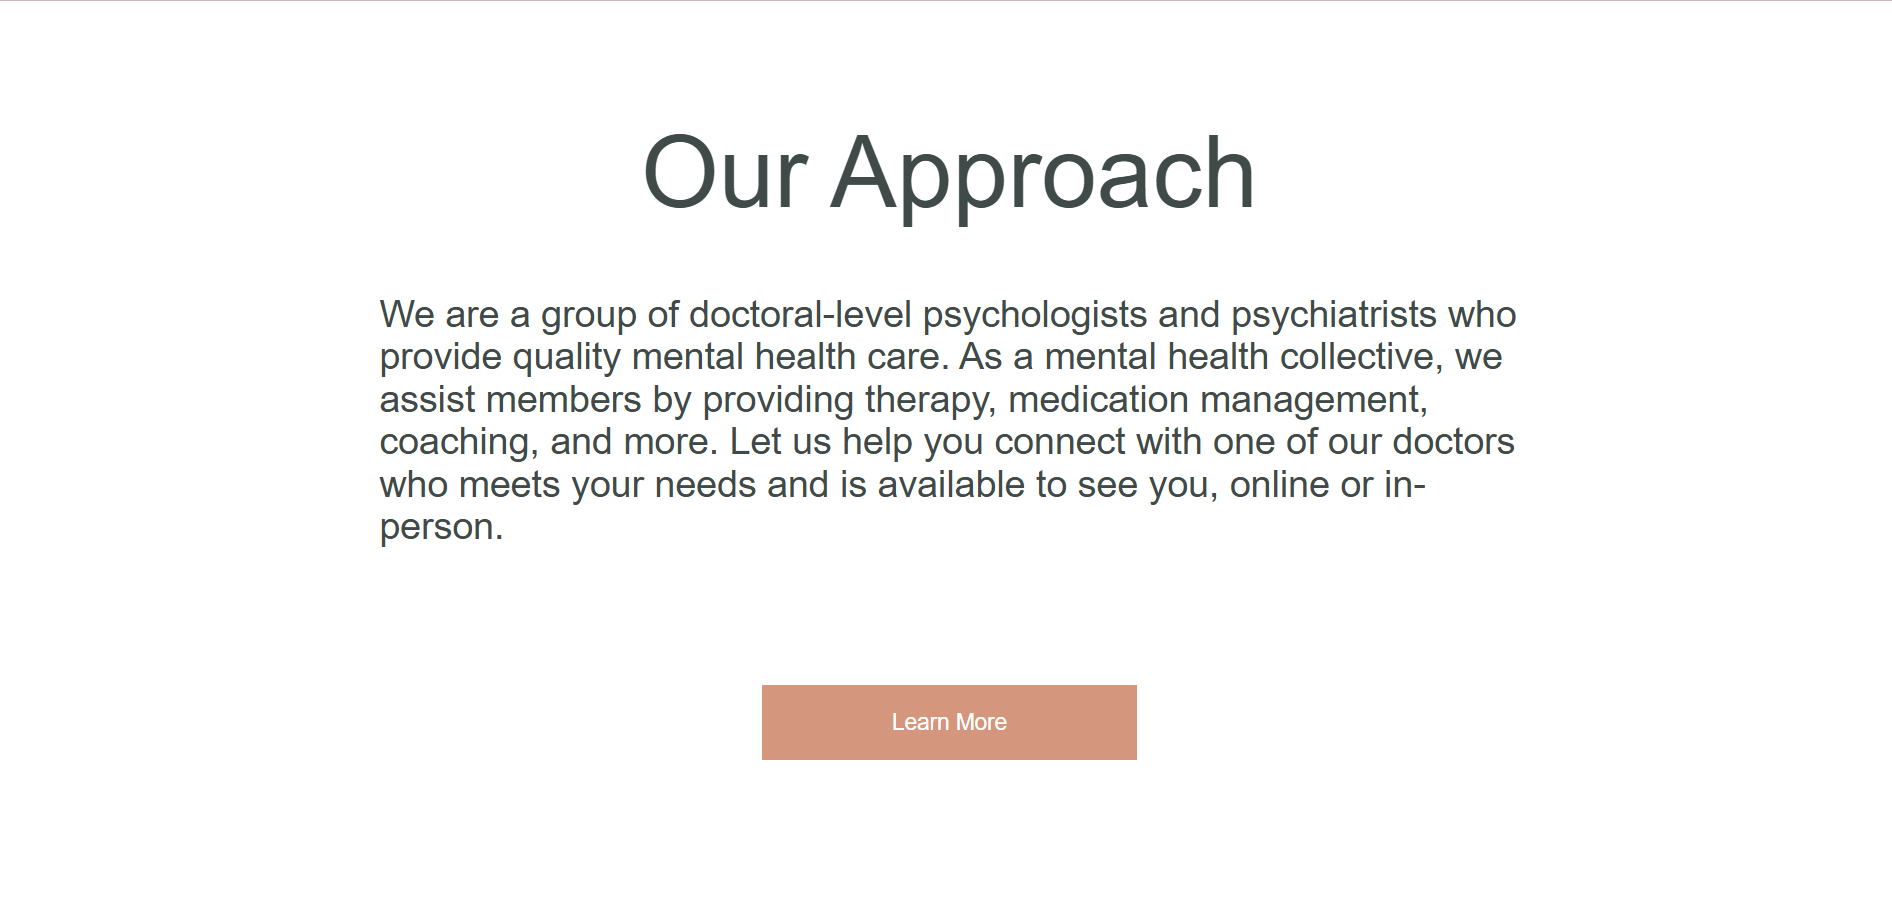 Our Approach
We are a group of doctoral-level psychologists and psychiatrists who
provide quality mental health care. As a mental health collective, we
assist members by providing therapy, medication management,
coaching, and more. Let us help you connect with one of our doctors
who meets your needs and is available to see you, online or in-
person.
Learn More